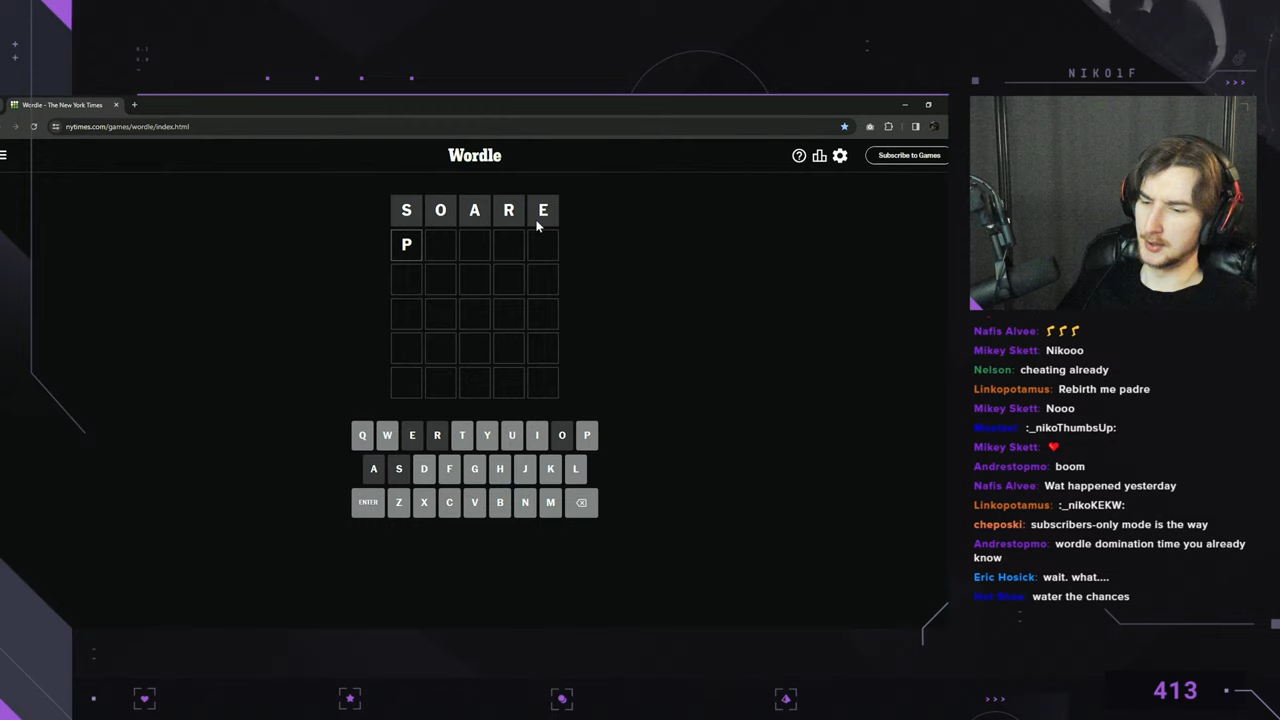 NIKO1F
Wordle - The New York Times
nytimes.com/games/wordle/index.html
Wordle
Subscribe to Games
S O A R E
P
Q W E R T Y U I O P
A S D F G H J K L
ENTER Z X C V B N M
Nafis Alvee:
Mikey Skett: Nikooo
Nelson: cheating already
Linkopotamus: Rebirth me padre
Mikey Skett: Nooo
:_nikoThumbsUp:
Mikey Skett: ❤
Andrestopmo: boom
Nafis Alvee: Wat happened yesterday
Linkopotamus: :_nikoKEKW:
cheposki: subscribers-only mode is the way
Andrestopmo: wordle domination time you already
know
Eric Hosick: wait. what....
water the chances
413